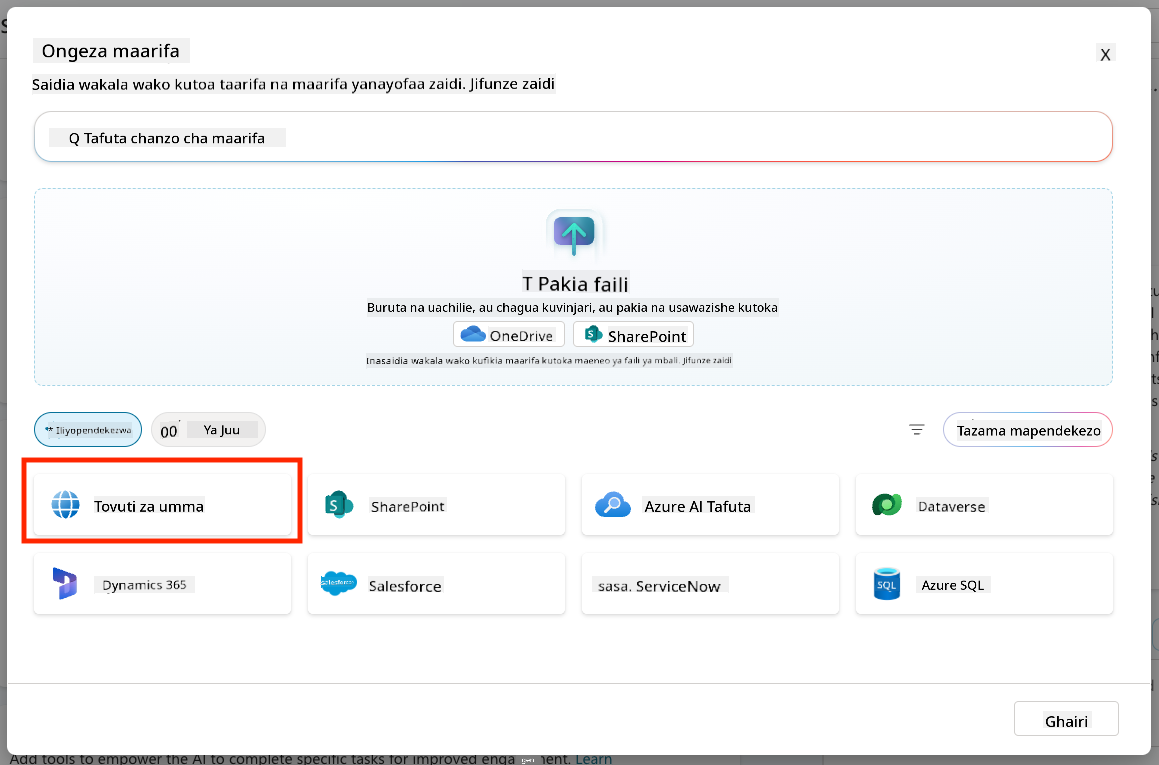 Ongeza maarifa
X
Saidia wakala wako kutoa taarifa na maarifa yanayofaa zaidi. Jifunze zaidi
Q Tafuta chanzo cha maarifa
T Pakia faili
Buruta na uachilie, au chagua kuvinjari, au pakia na usawazishe kutoka
OneDrive
S SharePoint
Inasaidia wakala wako kufikia maarifa kutoka maeneo ya faili ya mbali. Jifunze zaidi
** Iliyopendekezwa
00 Ya Juu
Tazama mapendekezo
Tovuti za umma
S SharePoint
Azure AI Tafuta
Dataverse
Dynamics 365
salesforce Salesforce
sasa. ServiceNow
SQL Azure SQL
Ghairi
Add tools to empower the AI to complete specific tasks for improved enga
nent. Learn